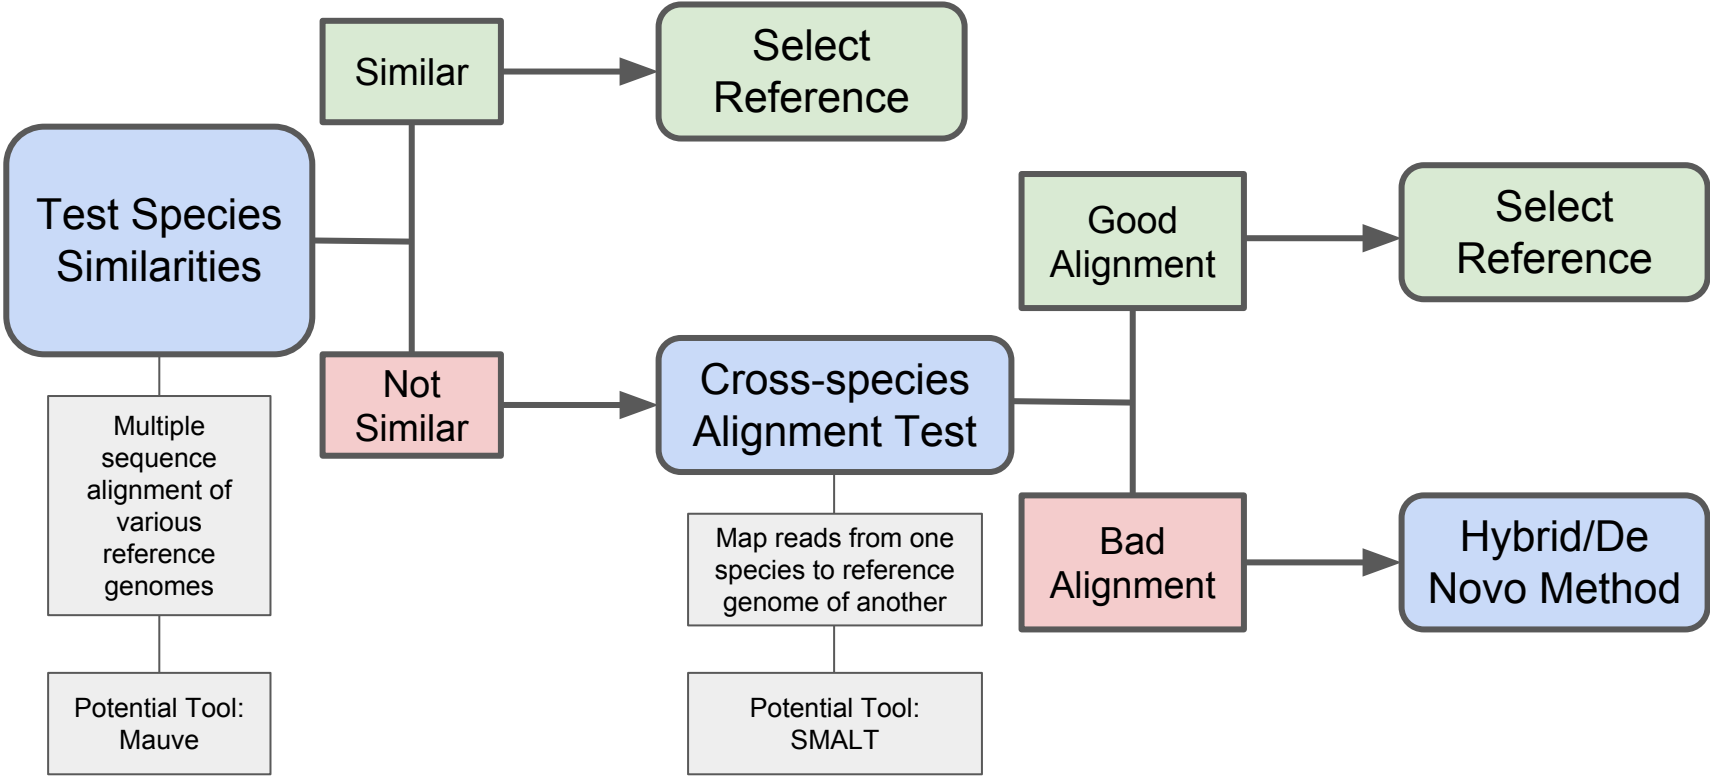 Similar
Select
Reference
Test Species
Similarities
Good
Alignment
Select
Reference
Not
Similar
Cross-species
Alignment Test
Multiple
sequence
alignment of
various
reference
genomes
Map reads from one
species to reference
genome of another
Bad
Alignment
Hybrid/De
Novo Method
Potential Tool:
Mauve
Potential Tool:
SMALT